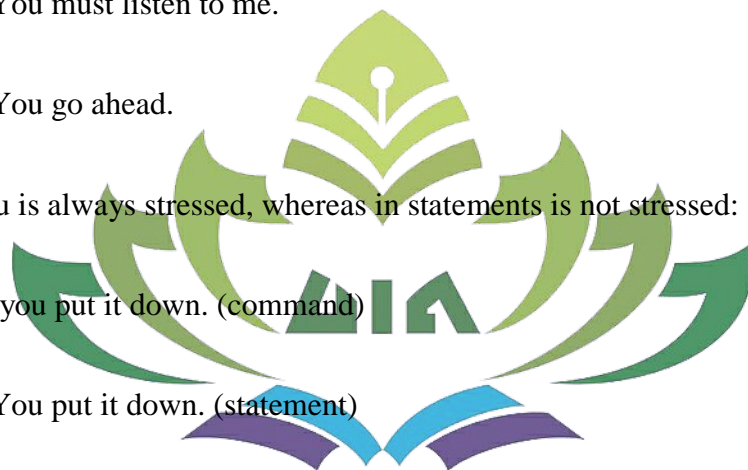 You must listen to me.
You go ahead.
u is always stressed, whereas in statements is not stressed:
you put it down. (command)
UIN
You put it down. (statement)